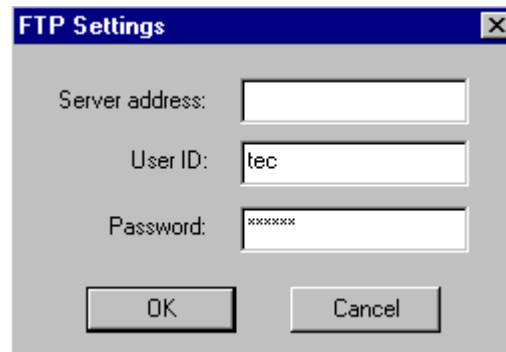 FTP Settings
Server address:
User ID: tec
Password: ******
OK Cancel